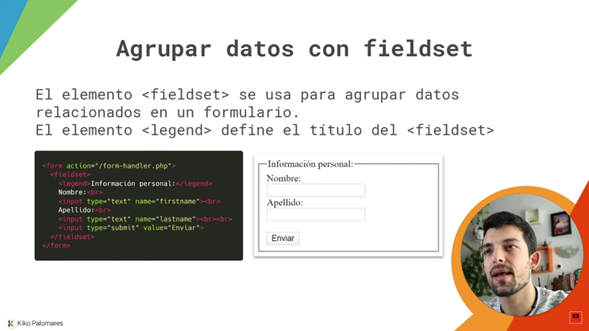 Agrupar datos con fieldset
El elemento <fieldset> se usa para agrupar datos
relacionados en un formulario.
El elemento <legend> define el título del <fieldset>
<form action="/form-handler.php">
<fieldset>
<legend>Información personal:</legend>
Nombre:<br>
<input type="text" name="firstname"><br>
Apellido:<br>
<input type="text" name="lastname"><br><br>
<input type="submit" value="Enviar">
</fieldset>
</form>
Información personal:
Nombre:
Apellido:
Enviar
K Kiko Palomares